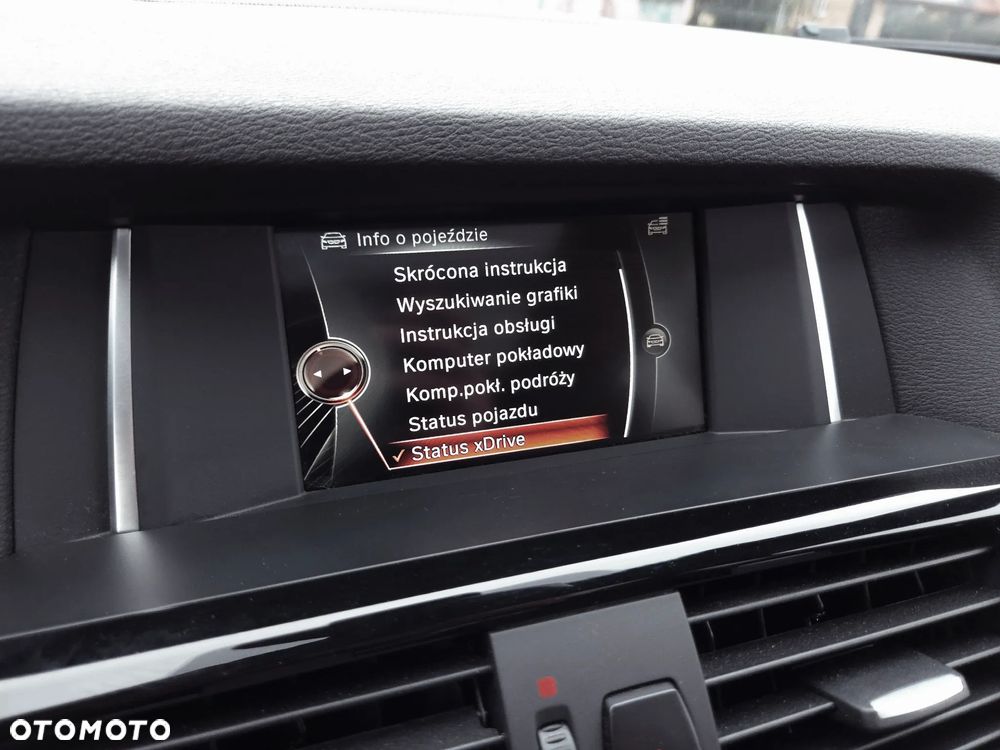 Info o pojeździe
Skrócona instrukcja
Wyszukiwanie grafiki
Instrukcja obsługi
Komputer pokładowy
Komp.pokł. podróży
Status pojazdu
Status xDrive
OTOMOTO